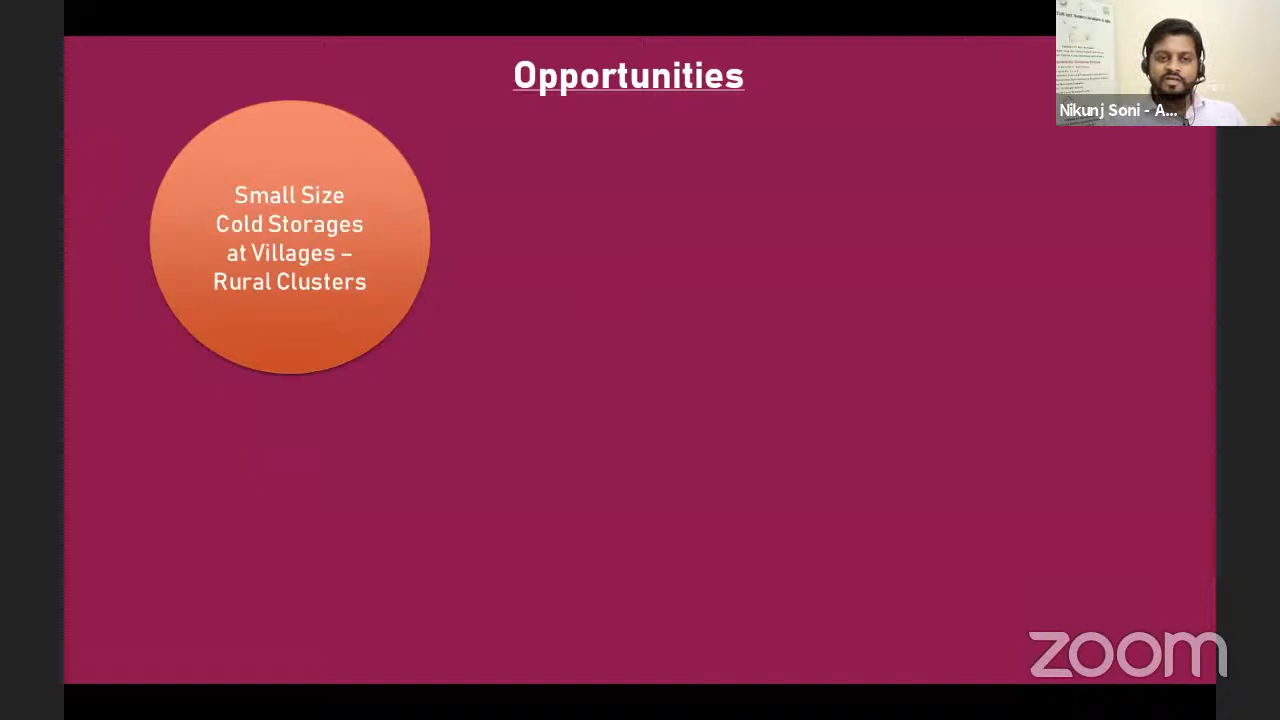 Opportunities
Small Size
Cold Storages
at Villages –
Rural Clusters
Nikunj Soni - A...
zoom